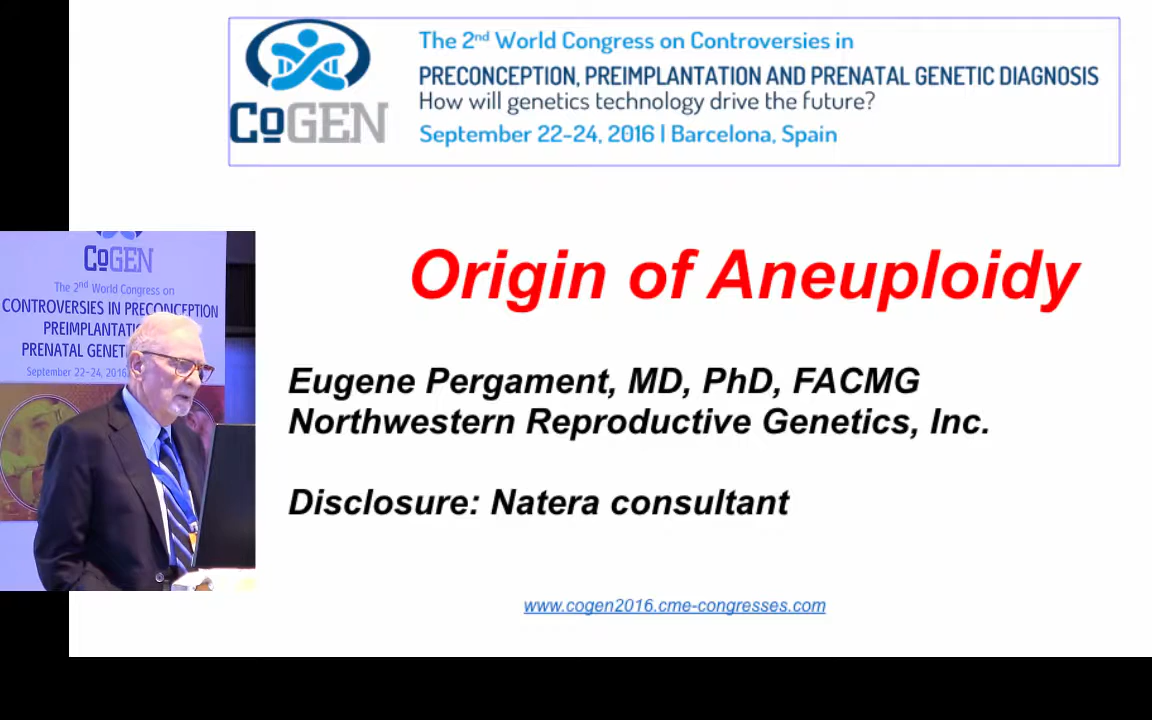 The 2nd World Congress on Controversies in
PRECONCEPTION, PREIMPLANTATION AND PRENATAL GENETIC DIAGNOSIS
How will genetics technology drive the future?
September 22-24, 2016 | Barcelona, Spain
CoGEN
Origin of Aneuploidy
Eugene Pergament, MD, PhD, FACMG
Northwestern Reproductive Genetics, Inc.
Disclosure: Natera consultant
www.cogen2016.cme-congresses.com
CoGEN
The 2nd World Congress on
CONTROVERSIES IN PRECONCEPTION
PREIMPLANTATI
PRENATAL GENET
September 22-24, 2016